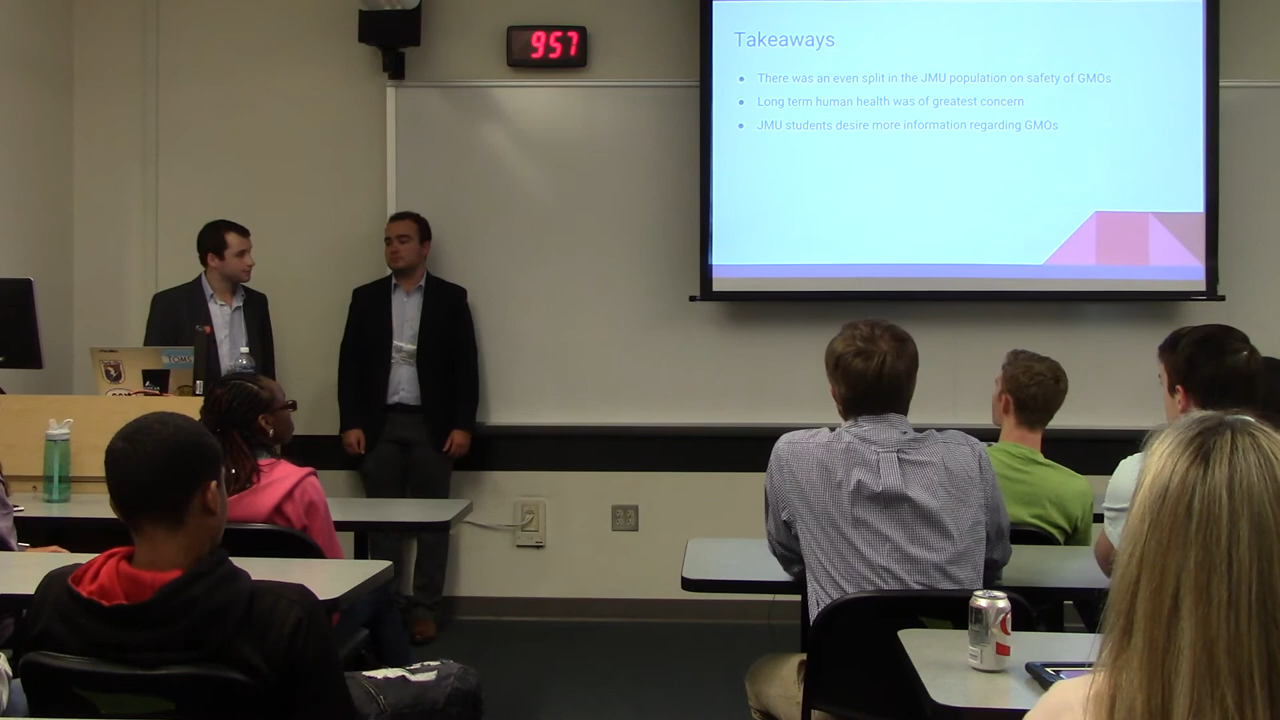 957
Takeaways
There was an even split in the JMU population on safety of GMOs
Long term human health was of greatest concern
JMU students desire more information regarding GMOs
TOMS